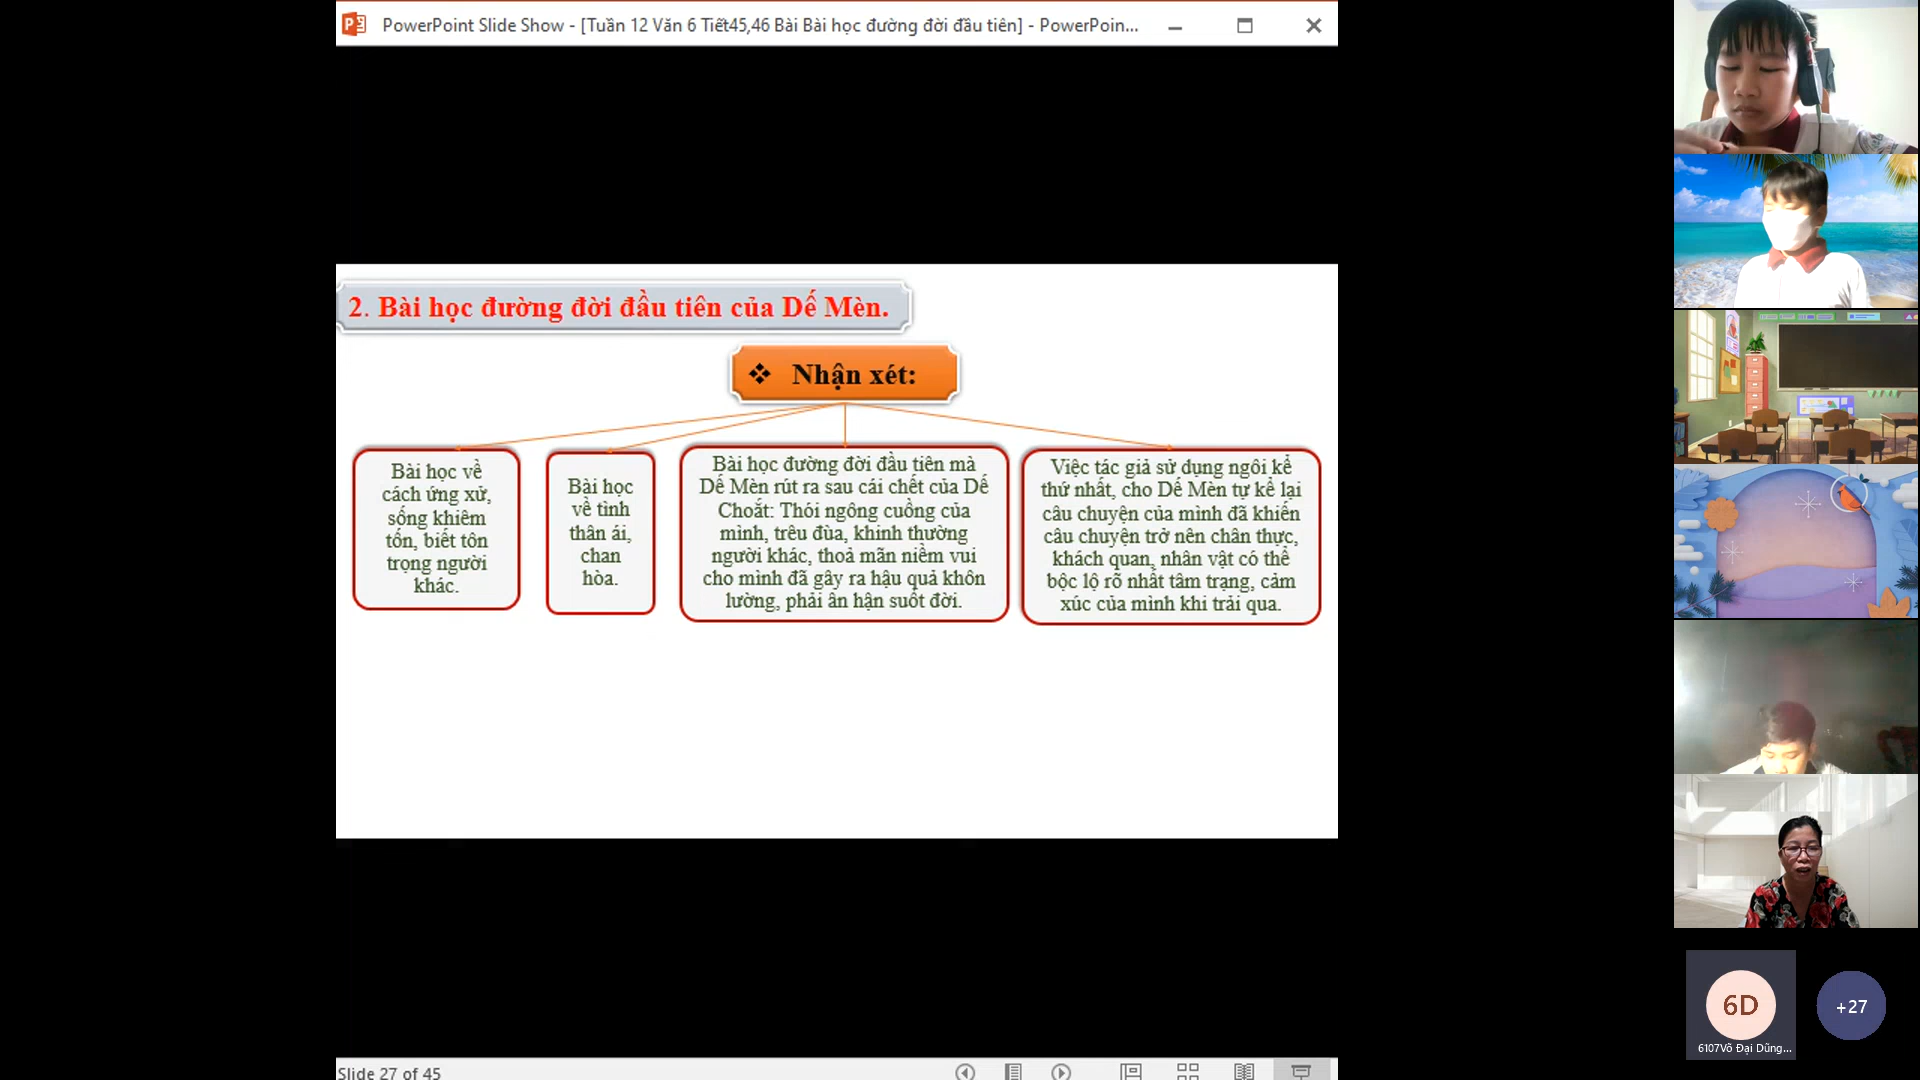 PowerPoint Slide Show - [Tuần 12 Văn 6 Tiết45,46 Bài Bài học đường đời đầu tiên] - PowerPoin...
2. Bài học đường đời đầu tiên của Dế Mèn.
❖ Nhận xét:
Bài học về
cách ứng xử,
sống khiêm
tốn, biết tôn
trọng người
khác.
Bài học
về tình
thân ái,
chan
hòa.
Bài học đường đời đầu tiên mà
Dế Mèn rút ra sau cái chết của Dế
Choắt: Thói ngông cuồng của
mình, trêu đùa, khinh thường
người khác, thoả mãn niềm vui
cho mình đã gây ra hậu quả khôn
lường, phải ân hận suốt đời.
Việc tác giả sử dụng ngôi kể
thứ nhất, cho Dế Mèn tự kể lại
câu chuyện của mình đã khiến
câu chuyện trở nên chân thực,
khách quan, nhân vật có thể
bộc lộ rõ nhất tâm trạng, cảm
xúc của mình khi trải qua.
6D
+27
6107Võ Đại Dũng...
Slide 27 of 45